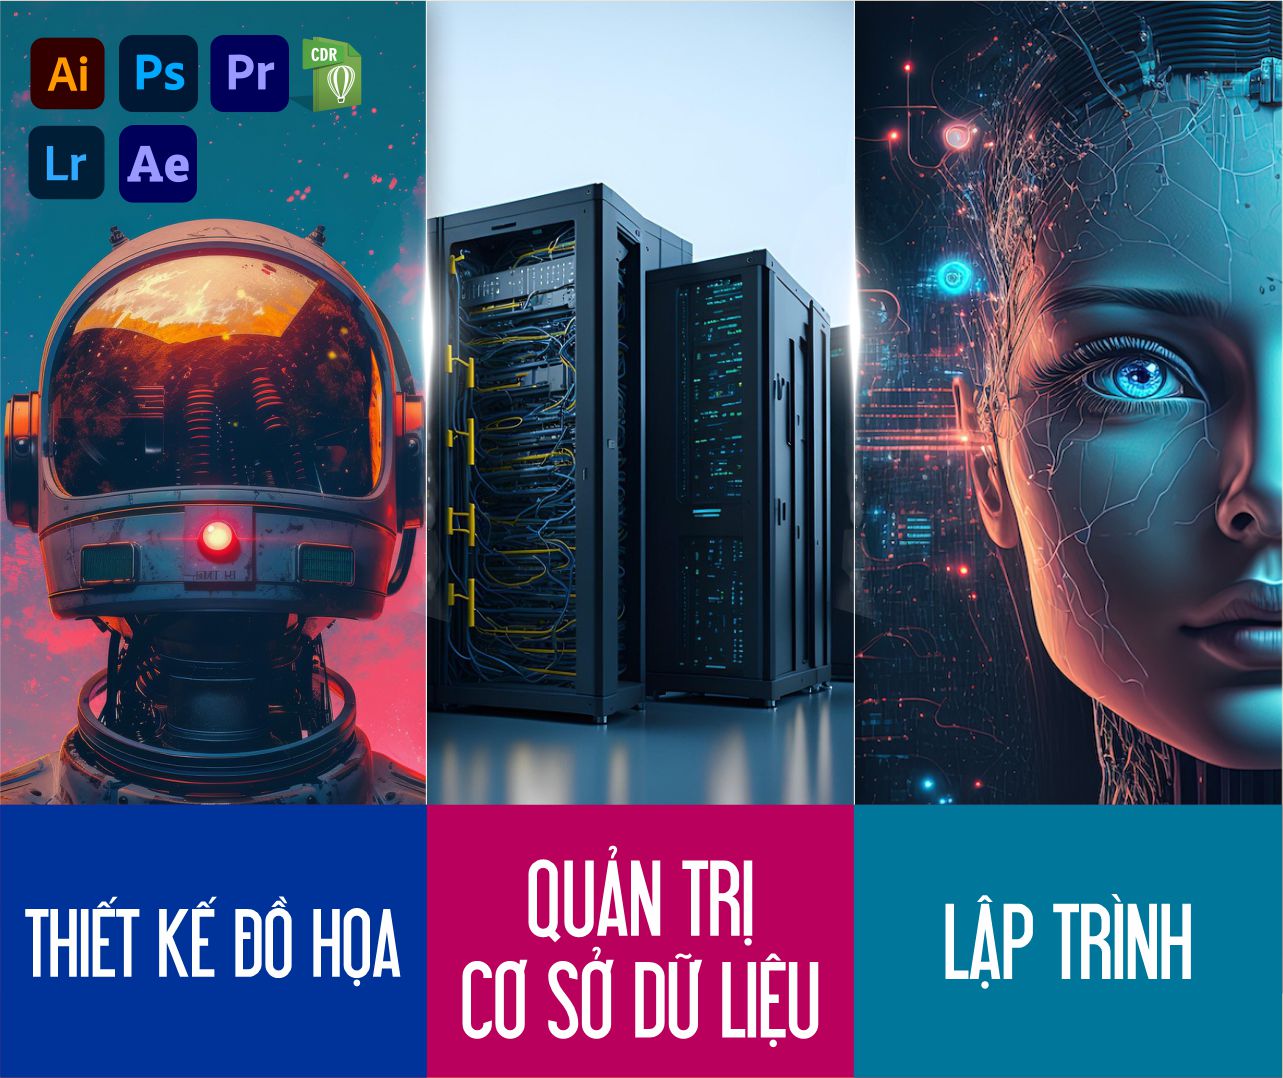 Ai Ps Pr CDR
Lr Ae
THIẾT KẾ ĐỒ HỌA
QUẢN TRỊ
CƠ SỞ DỮ LIỆU
LẬP TRÌNH